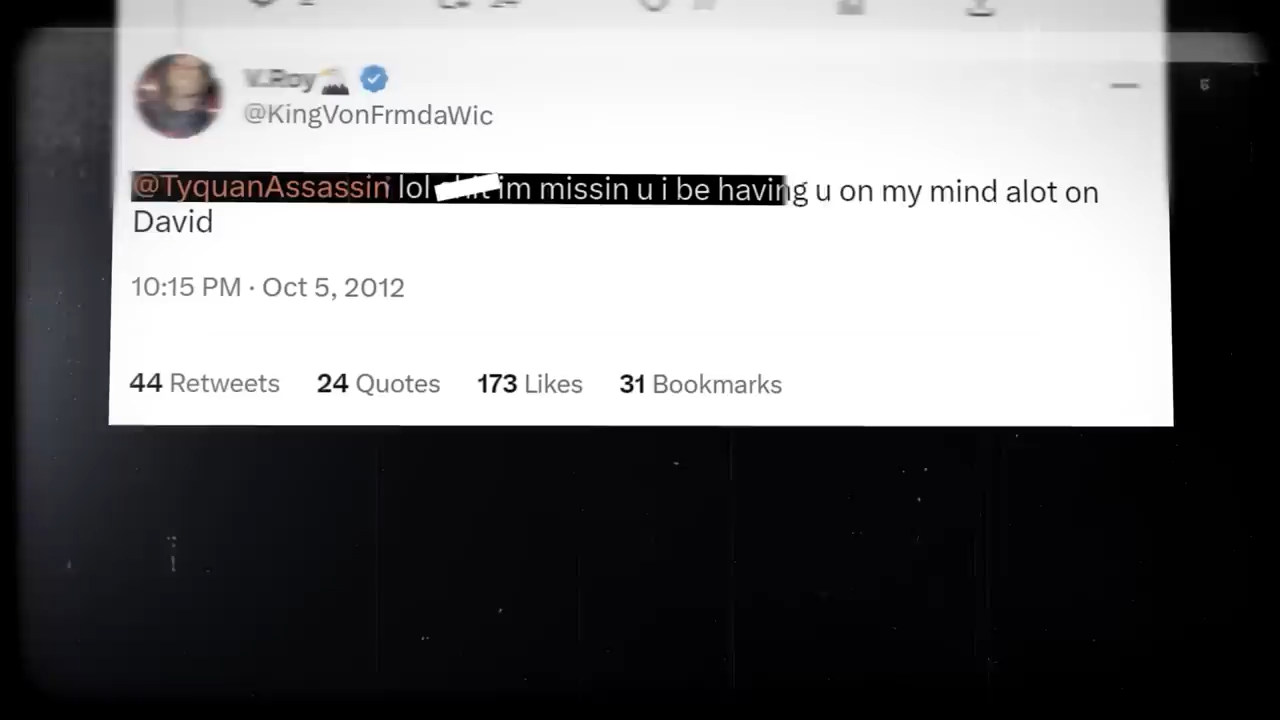 V.Roy
@KingVonFrmdaWic
@TyquanAssassin lol im missin u i be having u on my mind alot on
David
10:15 PM · Oct 5, 2012
44 Retweets 24 Quotes 173 Likes 31 Bookmarks